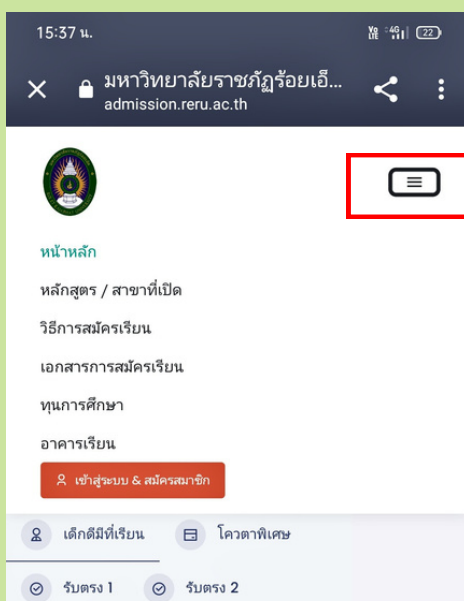 15:37 น.
22
มหาวิทยาลัยราชภัฏร้อยเอ็...
admission.reru.ac.th
หน้าหลัก
หลักสูตร / สาขาที่เปิด
วิธีการสมัครเรียน
เอกสารการสมัครเรียน
ทุนการศึกษา
อาคารเรียน
เข้าสู่ระบบ & สมัครสมาชิก
เด็กดีมีที่เรียน โควตาพิเศษ
รับตรง 1 รับตรง 2